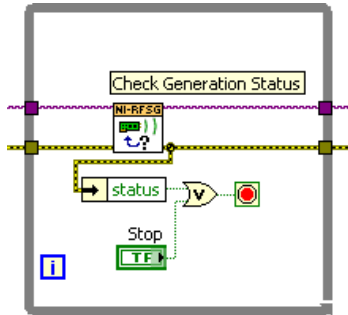 Check Generation Status
NI-RFSG
?
status
V
Stop
TF
i